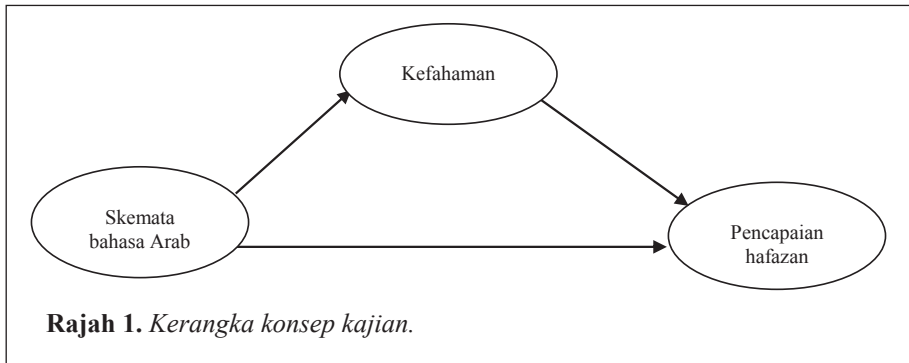 Kefahaman
Skemata
bahasa Arab
Pencapaian
hafazan
Rajah 1. Kerangka konsep kajian.